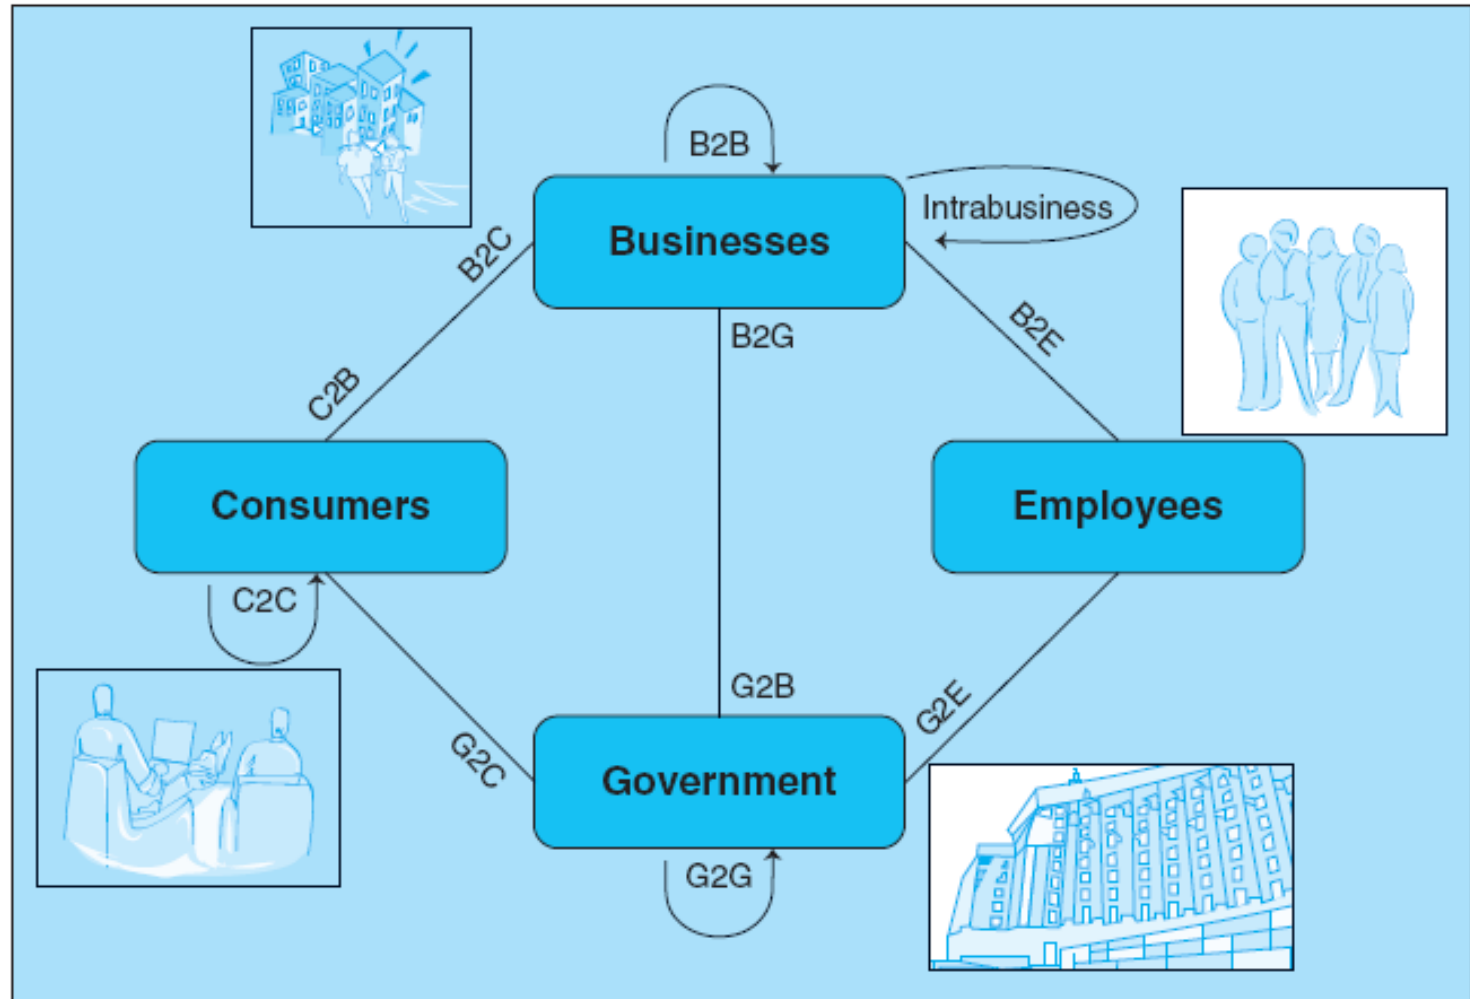 B2B
Businesses
Intrabusiness
B2C
C2B
B2G
B2E
Consumers
Employees
C2C
G2C
G2B
G2E
Government
G2G